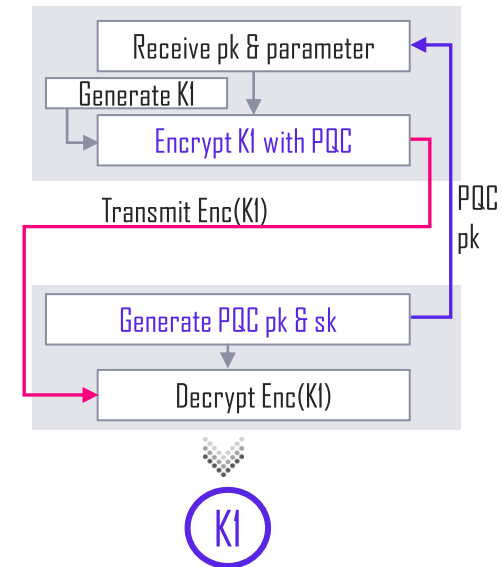 Receive pk & parameter
Generate K1
Encrypt K1 with PQC
Transmit Enc(K1)
PQC
pk
Generate PQC pk & sk
Decrypt Enc(K1)
K1